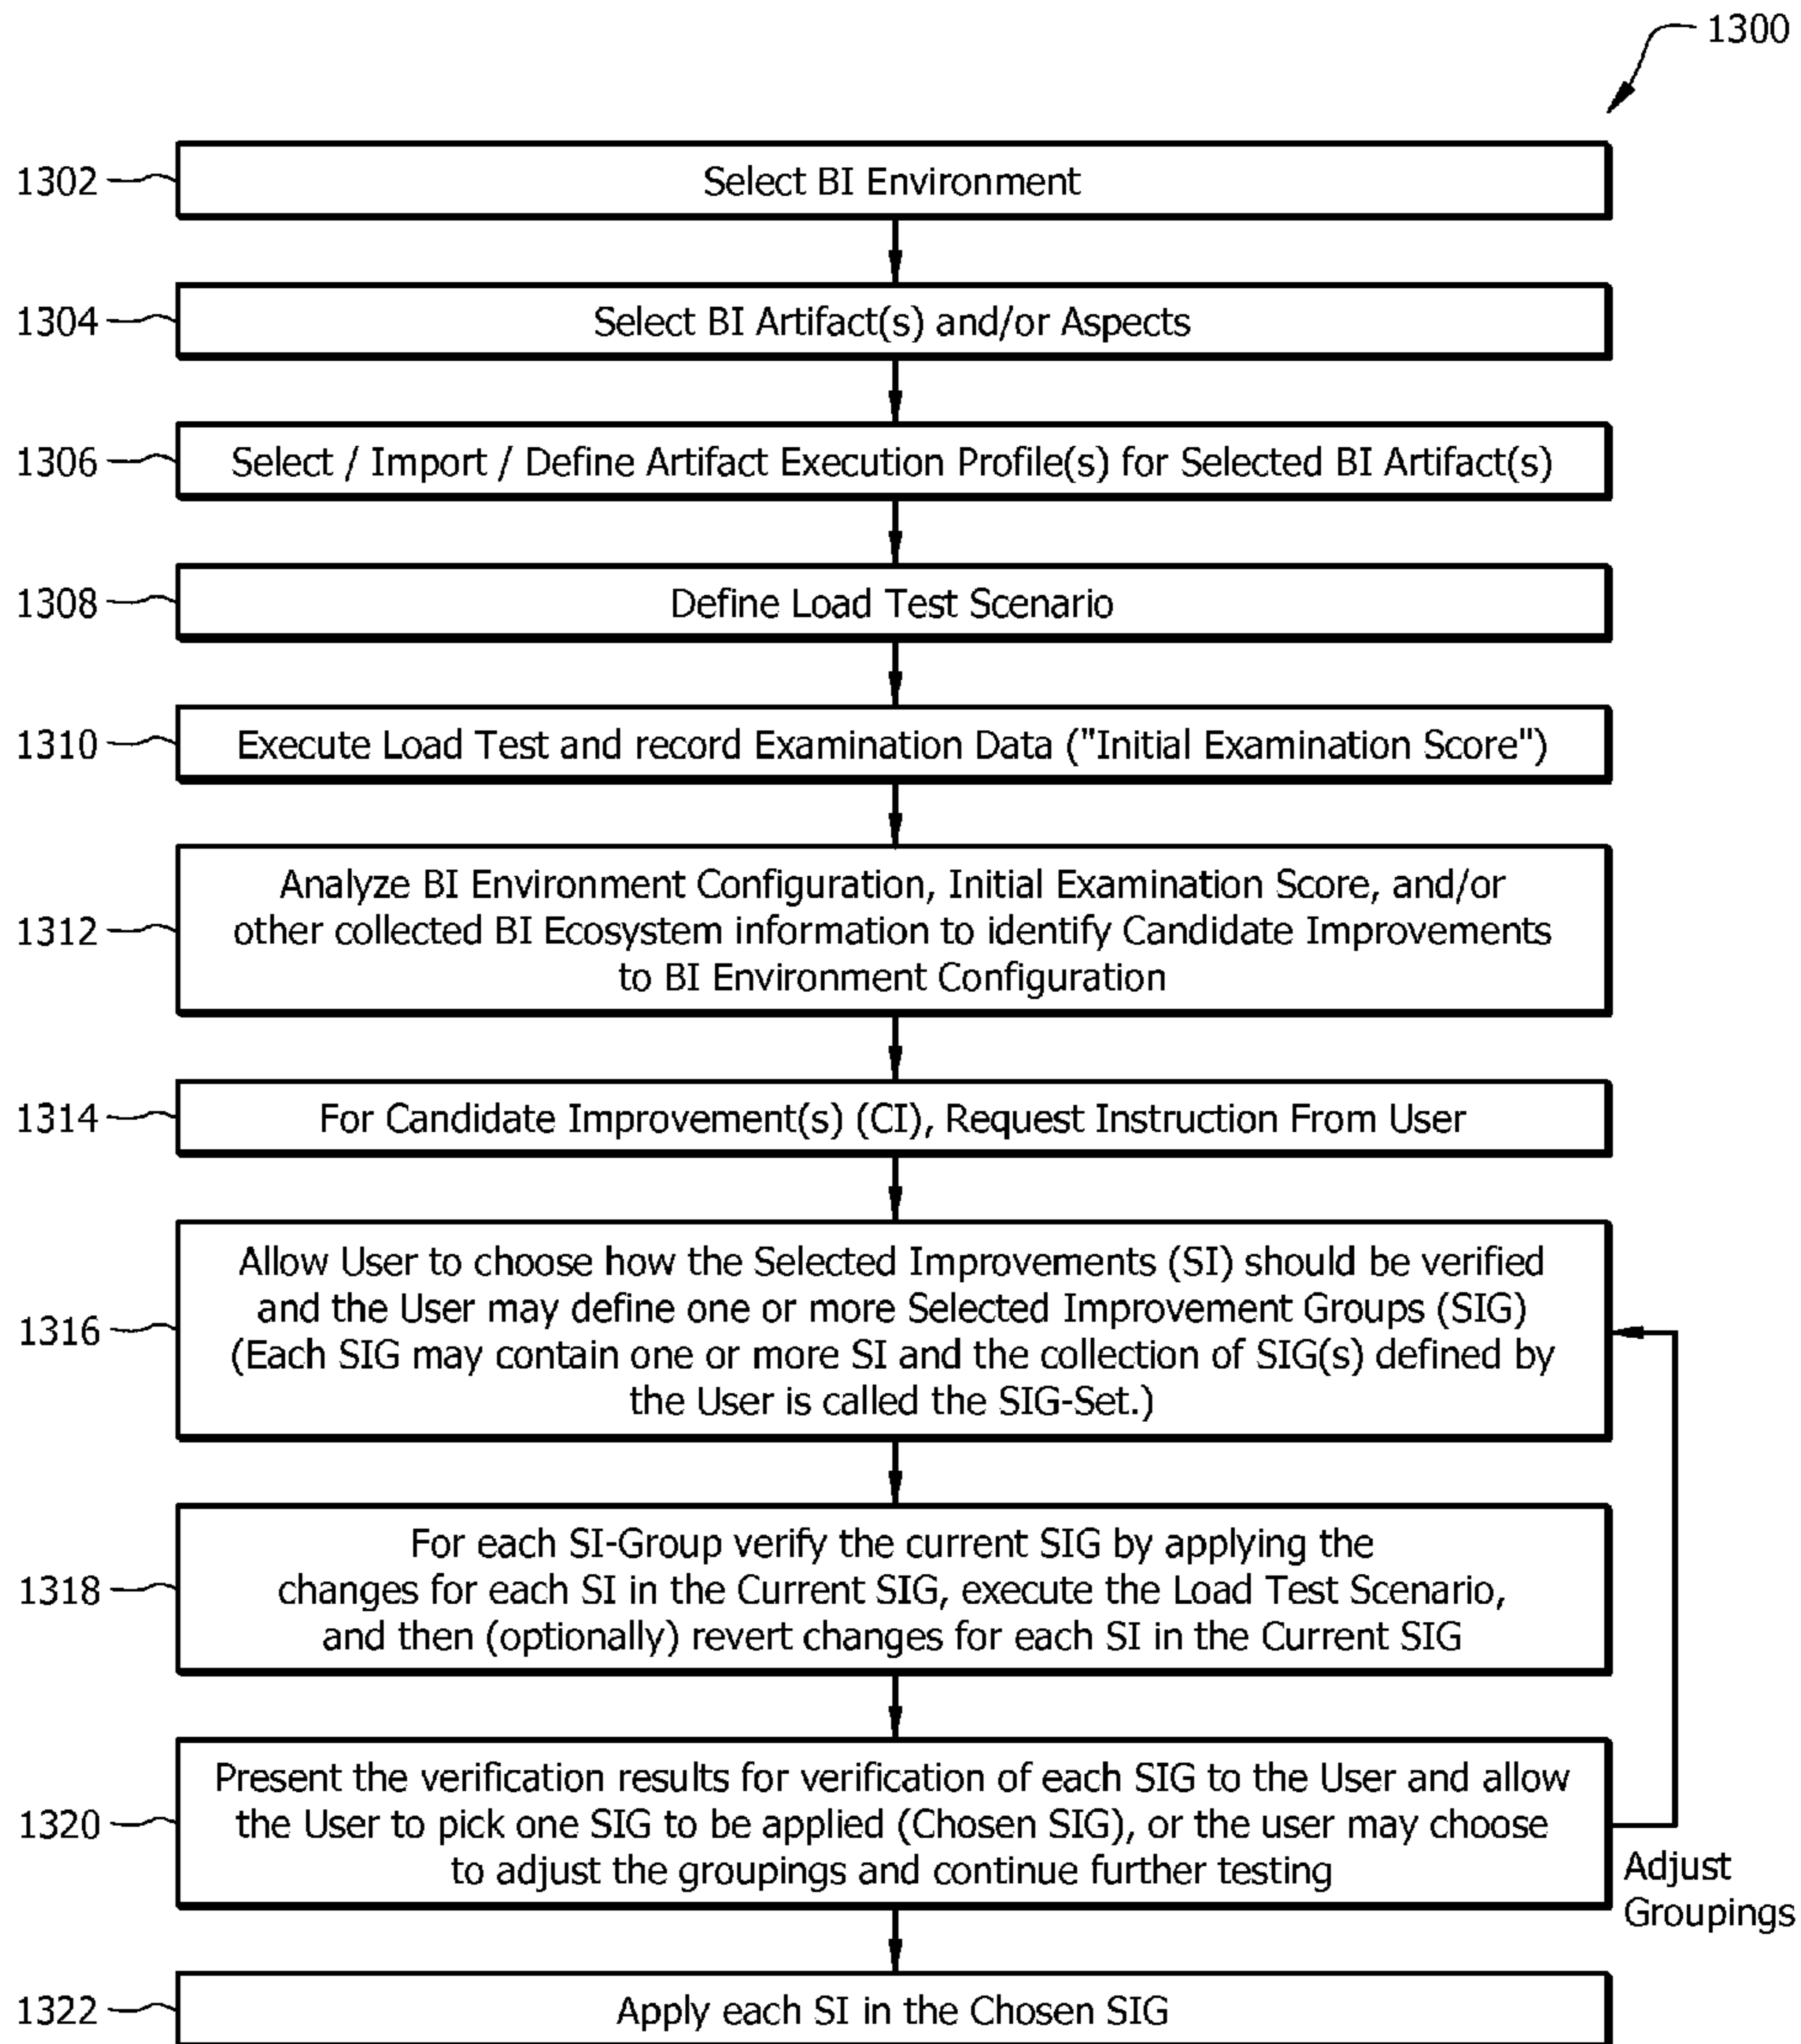 1300
1302
Select BI Environment
1304
Select BI Artifact(s) and/or Aspects
1306
Select / Import / Define Artifact Execution Profile(s) for Selected BI Artifact(s)
1308
Define Load Test Scenario
1310
Execute Load Test and record Examination Data ("Initial Examination Score")
1312
Analyze BI Environment Configuration, Initial Examination Score, and/or
other collected BI Ecosystem information to identify Candidate Improvements
to BI Environment Configuration
1314
For Candidate Improvement(s) (CI), Request Instruction From User
1316
Allow User to choose how the Selected Improvements (SI) should be verified
and the User may define one or more Selected Improvement Groups (SIG)
(Each SIG may contain one or more SI and the collection of SIG(s) defined by
the User is called the SIG-Set.)
1318
For each SI-Group verify the current SIG by applying the
changes for each SI in the Current SIG, execute the Load Test Scenario,
and then (optionally) revert changes for each SI in the Current SIG
1320
Present the verification results for verification of each SIG to the User and allow
the User to pick one SIG to be applied (Chosen SIG), or the user may choose
to adjust the groupings and continue further testing
Adjust
Groupings
1322
Apply each SI in the Chosen SIG